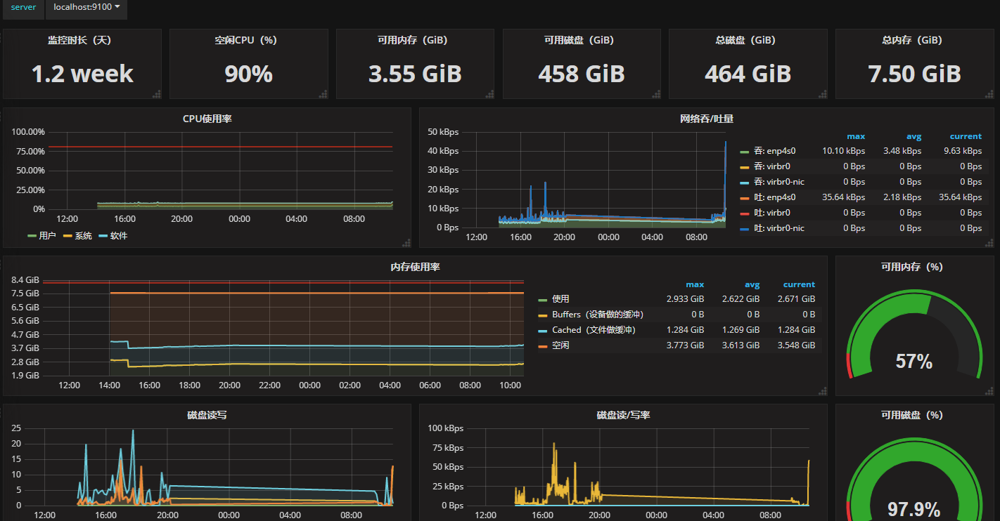 server localhost:9100
监控时长（天） 空闲CPU（%） 可用内存（GiB） 可用磁盘（GiB） 总磁盘（GiB） 总内存（GiB）
1.2 week 90% 3.55 GiB 458 GiB 464 GiB 7.50 GiB
CPU使用率
100.00%
75.00%
50.00%
25.00%
0%
12:00 16:00 20:00 00:00 04:00 08:00
用户 系统 软件
网络吞/吐量
50 kBps
40 kBps
30 kBps
20 kBps
10 kBps
0 Bps
12:00 16:00 20:00 00:00 04:00 08:00
max avg current
吞: enp4s0 10.10 kBps 3.48 kBps 9.63 kBps
吞: virbr0 0 Bps 0 Bps 0 Bps
吞: virbr0-nic 0 Bps 0 Bps 0 Bps
吐: enp4s0 35.64 kBps 2.18 kBps 35.64 kBps
吐: virbr0 0 Bps 0 Bps 0 Bps
吐: virbr0-nic 0 Bps 0 Bps 0 Bps
内存使用率
8.4 GiB
7.5 GiB
6.5 GiB
5.6 GiB
4.7 GiB
3.7 GiB
2.8 GiB
1.9 GiB
12:00 14:00 16:00 18:00 20:00 22:00 00:00 02:00 04:00 06:00 08:00 10:00
max avg current
使用 2.933 GiB 2.622 GiB 2.671 GiB
Buffers（设备做的缓冲） 0 B 0 B 0 B
Cached（文件做缓冲） 1.284 GiB 1.269 GiB 1.284 GiB
空闲 3.773 GiB 3.613 GiB 3.548 GiB
可用内存（%）
57%
磁盘读写
25
20
15
10
5
0
12:00 16:00 20:00 00:00 04:00 08:00
磁盘读/写率
100 kBps
75 kBps
50 kBps
25 kBps
0 Bps
12:00 16:00 20:00 00:00 04:00 08:00
可用磁盘（%）
97.9%